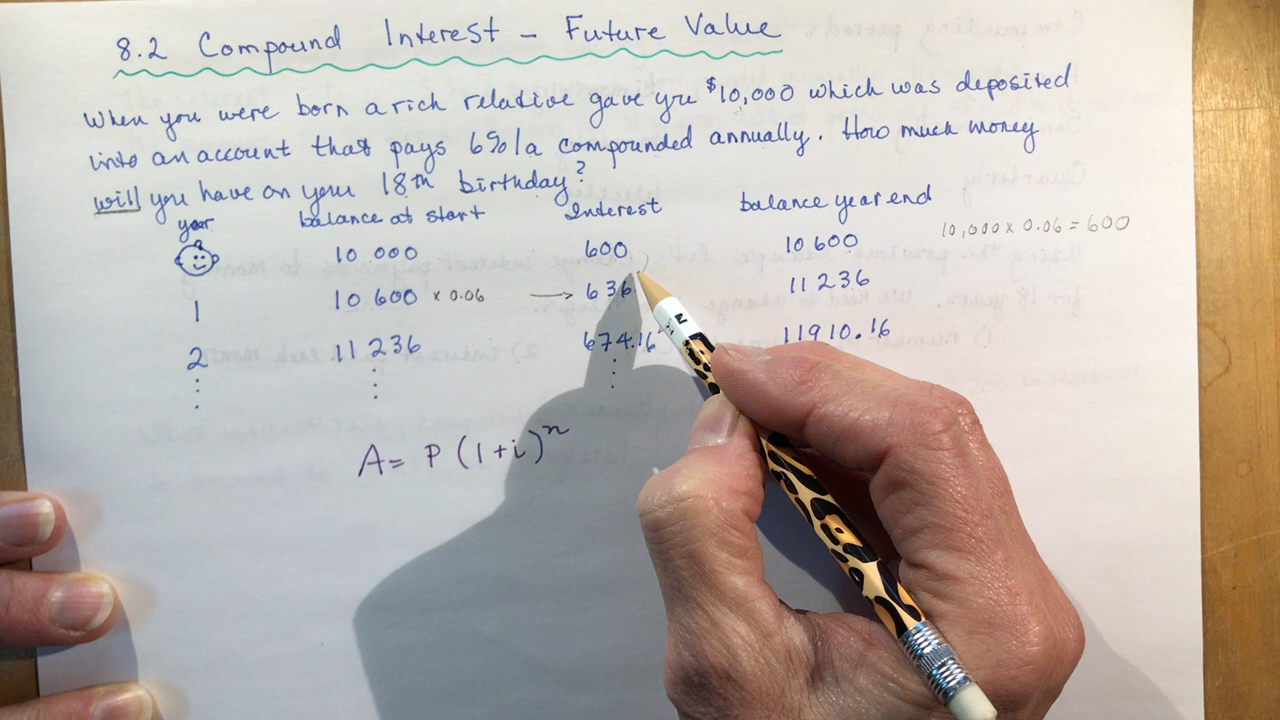 8.2 Compound Interest - Future Value
When you were born a rich relative gave you $10,000 which was deposited
into an account that pays 6%/a compounded annually. How much money
will you have on your 18th birthday?
year balance at start Interest balance year end
10 000 600 10 600 10,000 x 0.06 = 600
1 10 600 x 0.06 → 636 11 236
2 11 236 674.16 11910.16
A = P(1+i)^n